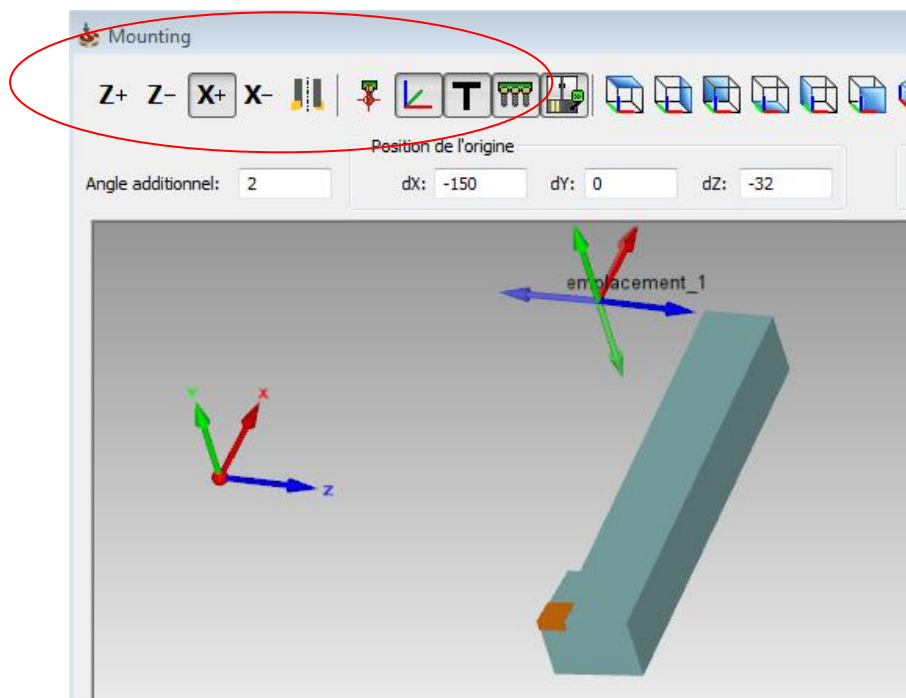 Mounting
Z+ Z- X+ X- T
Position de l'origine
Angle additionnel: 2 dX: -150 dY: 0 dZ: -32
emplacement_1
Y X
Z